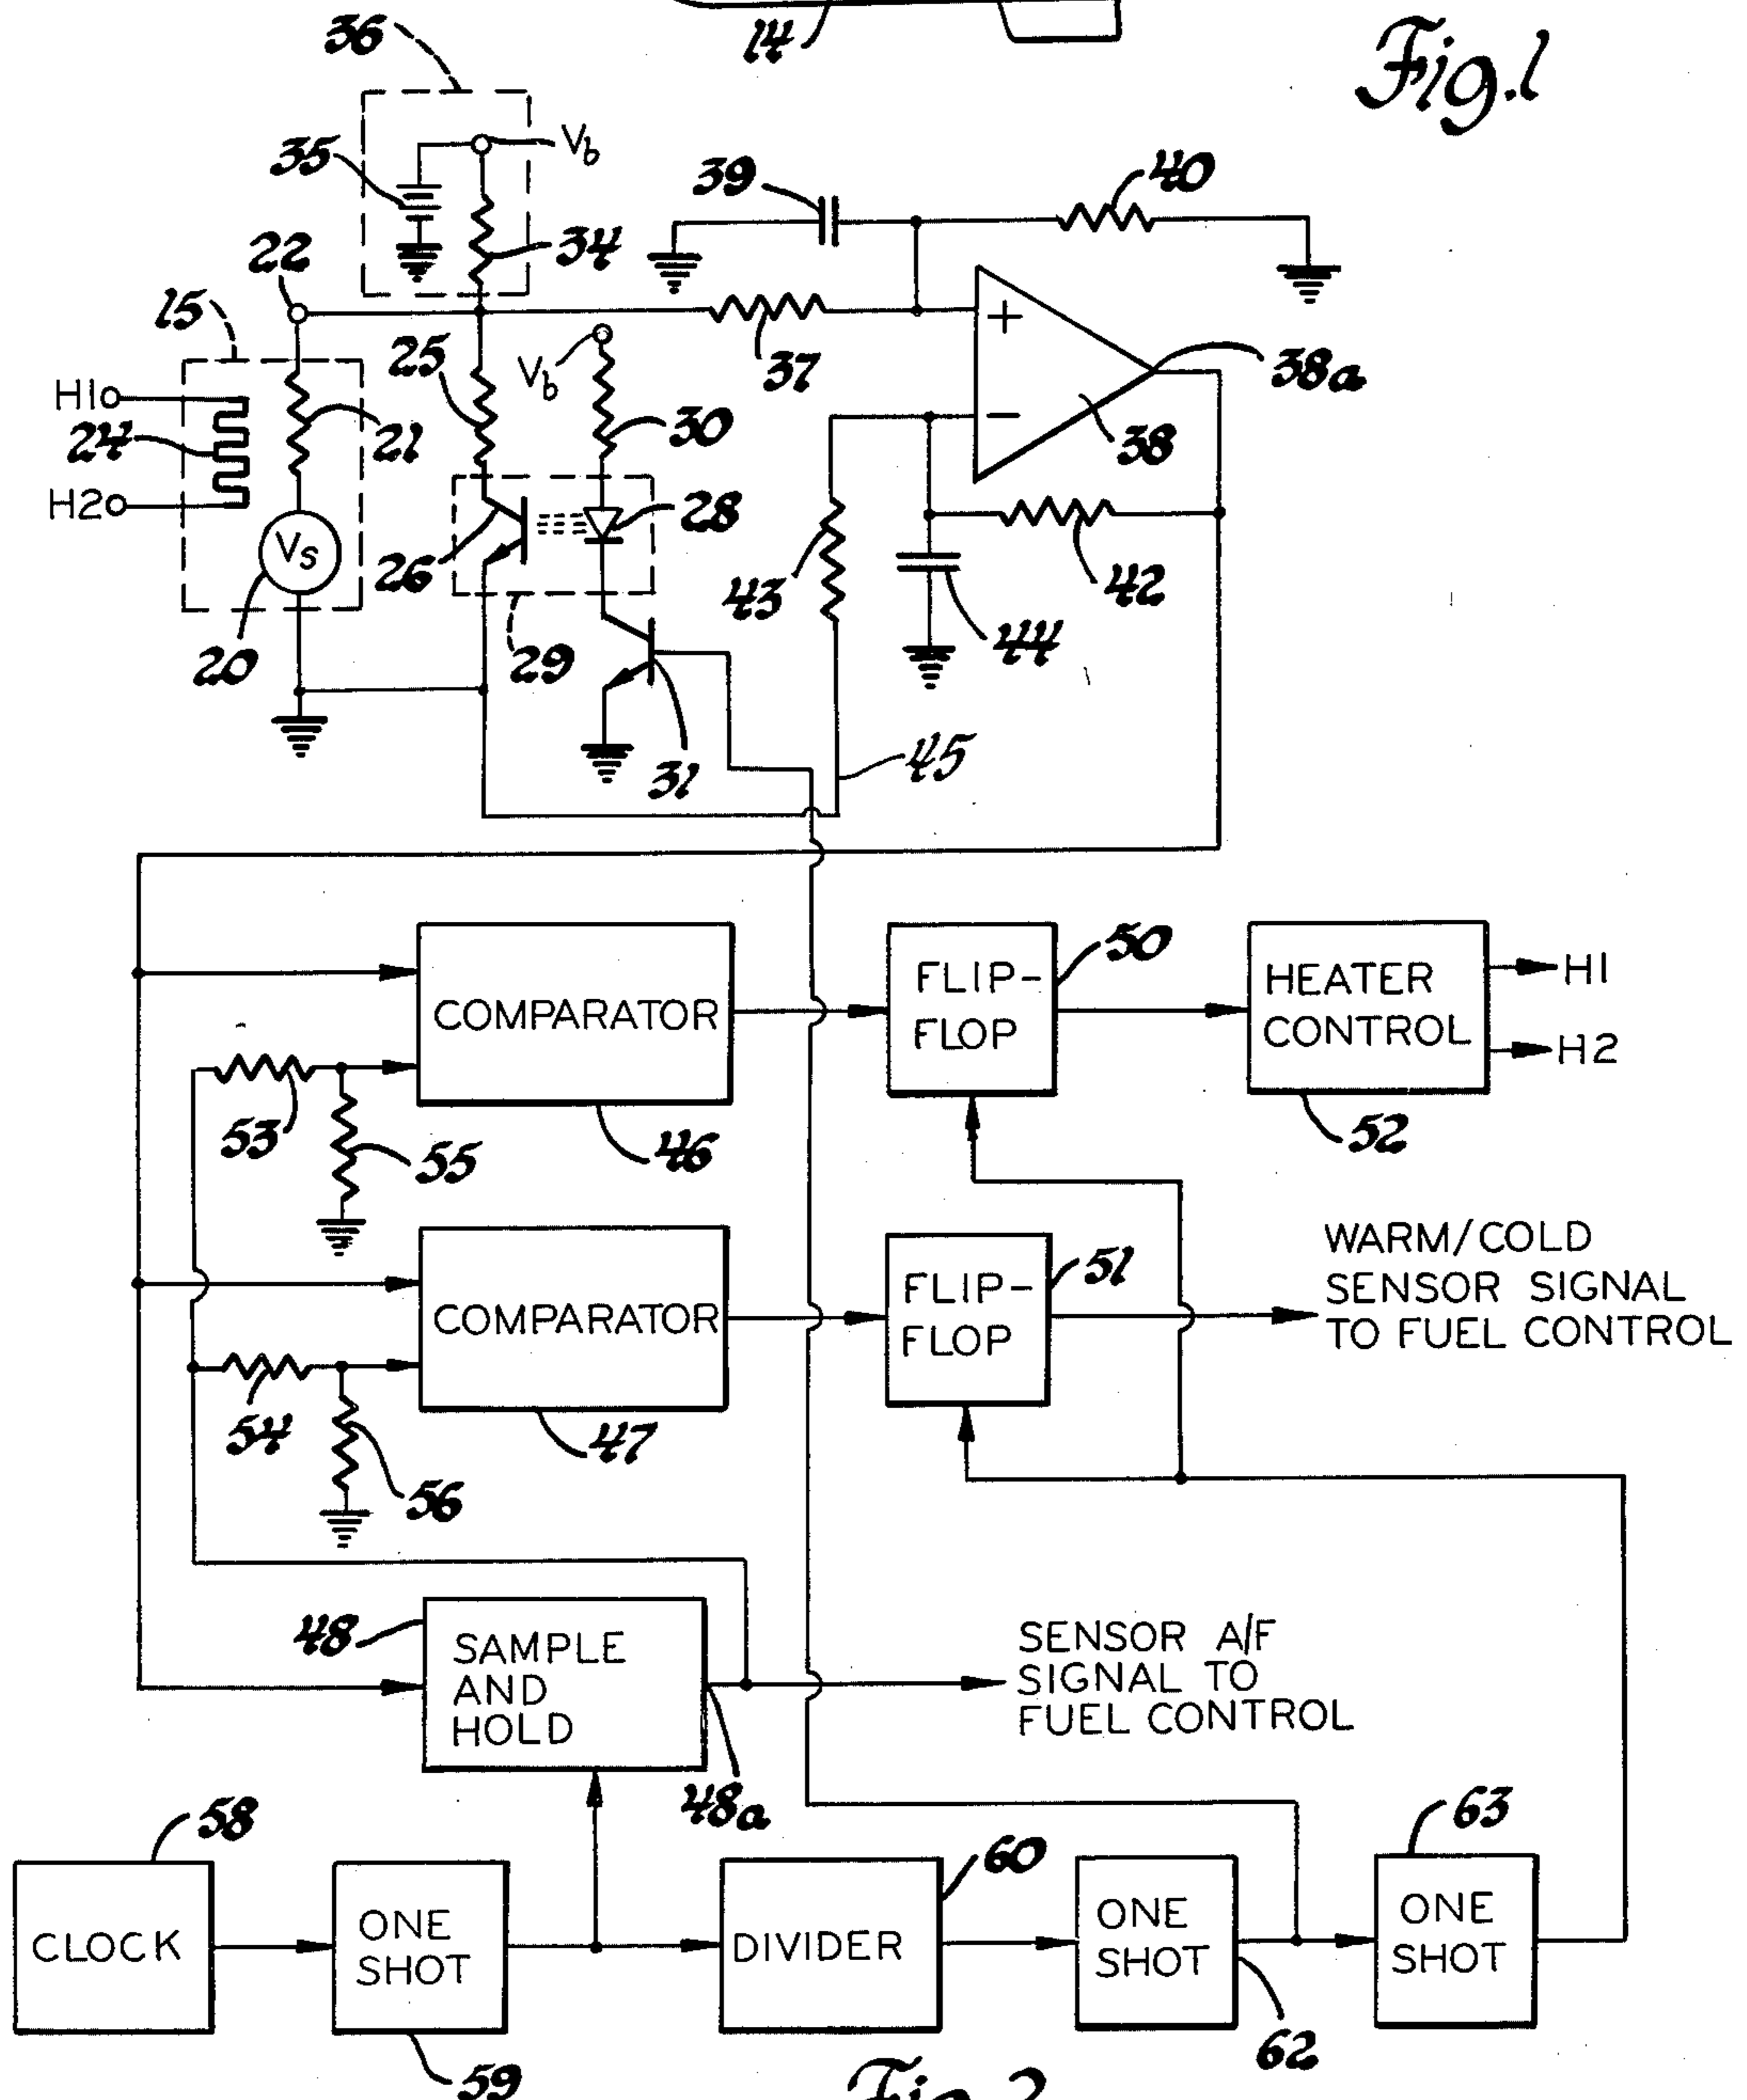 14
Fig.1
36
35
Vb
39
40
22
34
15
25
Vb
37
38a
H1
24
21
30
38
H2
Vs
26
28
43
42
20
29
44
31
45
COMPARATOR
FLIP-
FLOP
50
HEATER
CONTROL
H1
H2
53
55
46
52
COMPARATOR
FLIP-
FLOP
51
WARM/COLD
SENSOR SIGNAL
TO FUEL CONTROL
54
56
47
48
SAMPLE
AND
HOLD
SENSOR A/F
SIGNAL TO
FUEL CONTROL
48a
58
CLOCK
ONE
SHOT
60
DIVIDER
ONE
SHOT
63
ONE
SHOT
59
62
Fig.2